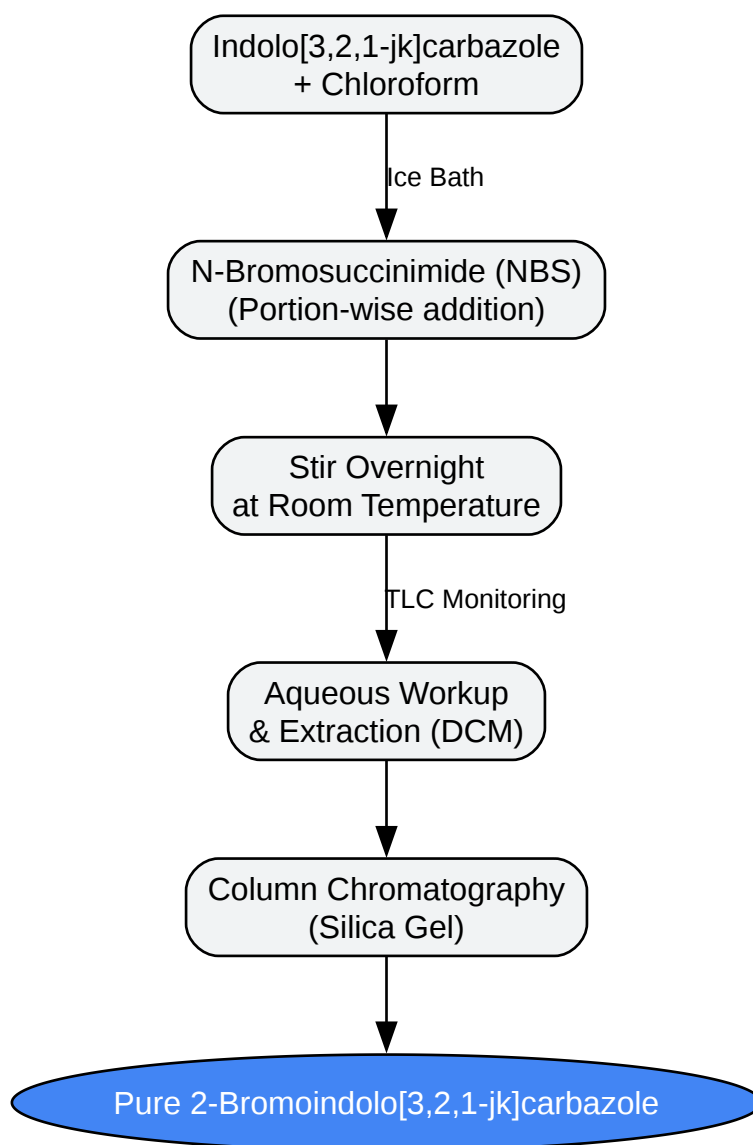 Indolo[3,2,1-jk]carbazole
+ Chloroform
Ice Bath
N-Bromosuccinimide (NBS)
(Portion-wise addition)
Stir Overnight
at Room Temperature
TLC Monitoring
Aqueous Workup
& Extraction (DCM)
Column Chromatography
(Silica Gel)
Pure 2-Bromoindolo[3,2,1-jk]carbazole